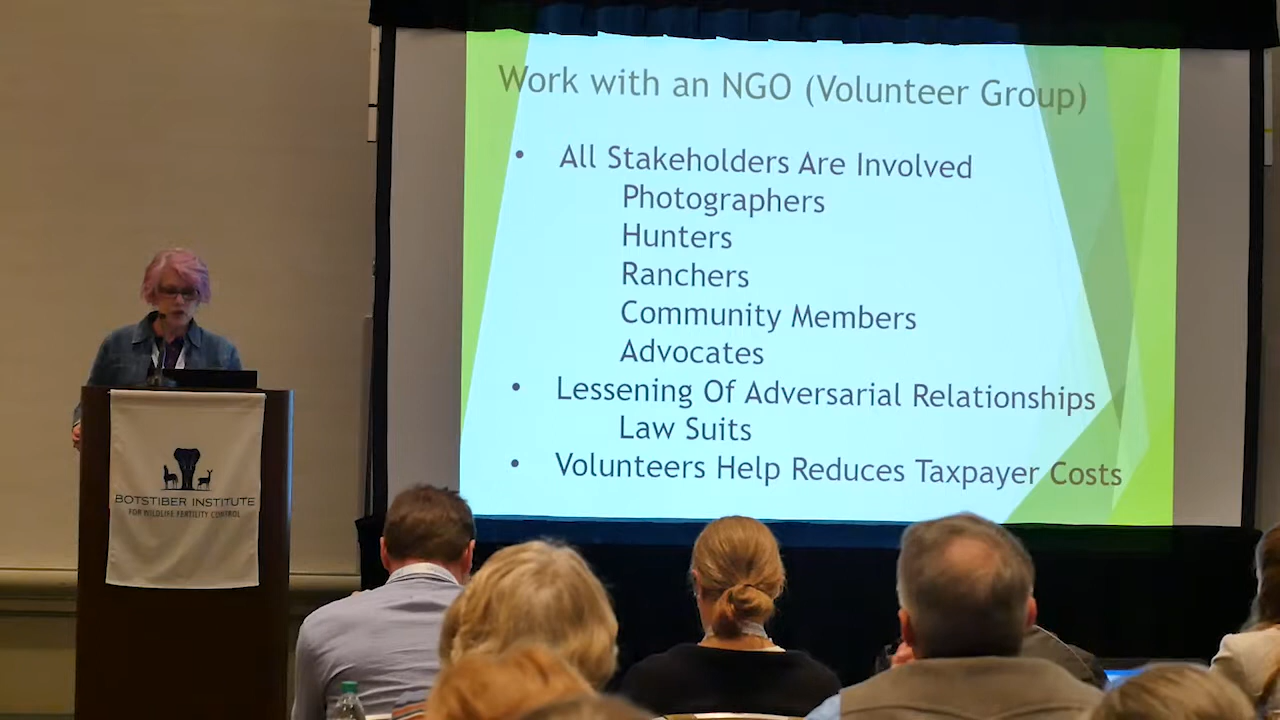 Work with an NGO (Volunteer Group)
• All Stakeholders Are Involved
Photographers
Hunters
Ranchers
Community Members
Advocates
• Lessening Of Adversarial Relationships
Law Suits
• Volunteers Help Reduces Taxpayer Costs
BOTSTIBER INSTITUTE
FOR WILDLIFE FERTILITY CONTROL